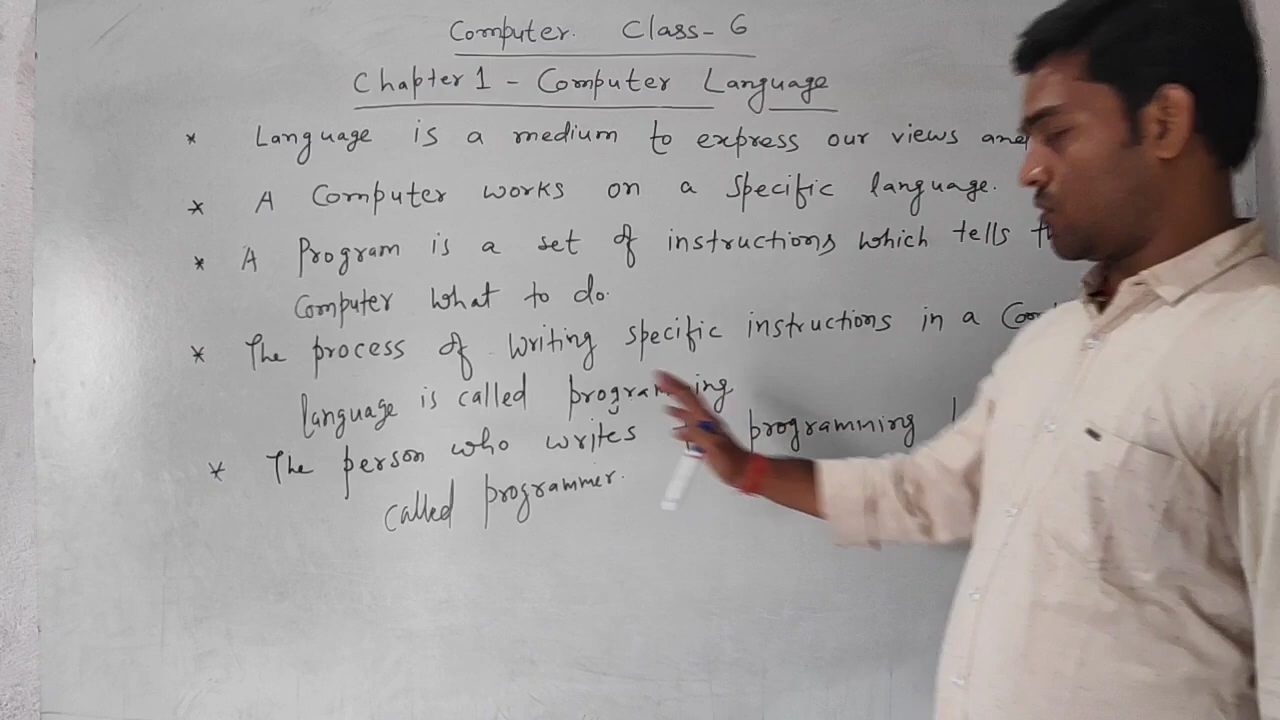 Computer. Class-6
Chapter 1 - Computer Language
* Language is a medium to express our views and
* A Computer works on a specific language.
* A Program is a set of instructions which tells
Computer what to do.
* The process of writing specific instructions in a
language is called programming
* The person who writes programming
called programmer.